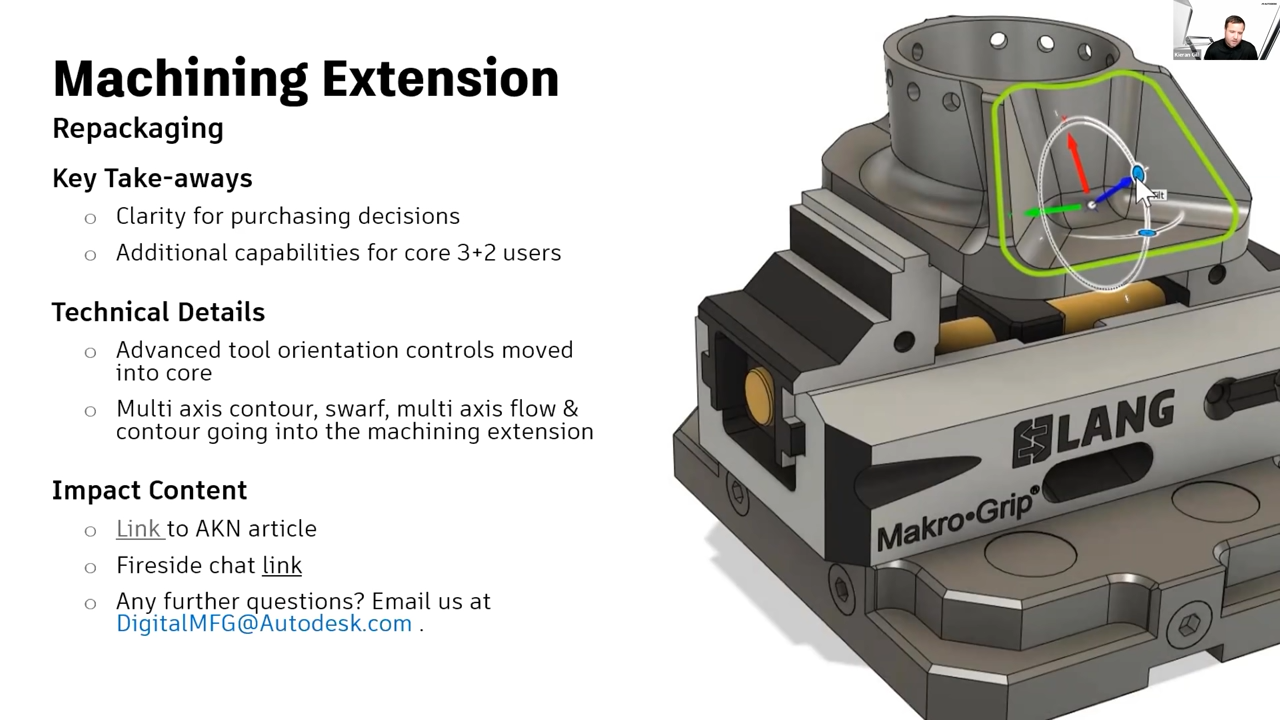 Machining Extension
Repackaging
Key Take-aways
Clarity for purchasing decisions
Additional capabilities for core 3+2 users
Technical Details
Advanced tool orientation controls moved
into core
Multi axis contour, swarf, multi axis flow &
contour going into the machining extension
Impact Content
Link to AKN article
Fireside chat link
Any further questions? Email us at
DigitalMFG@Autodesk.com .
LANG
Makro•Grip®